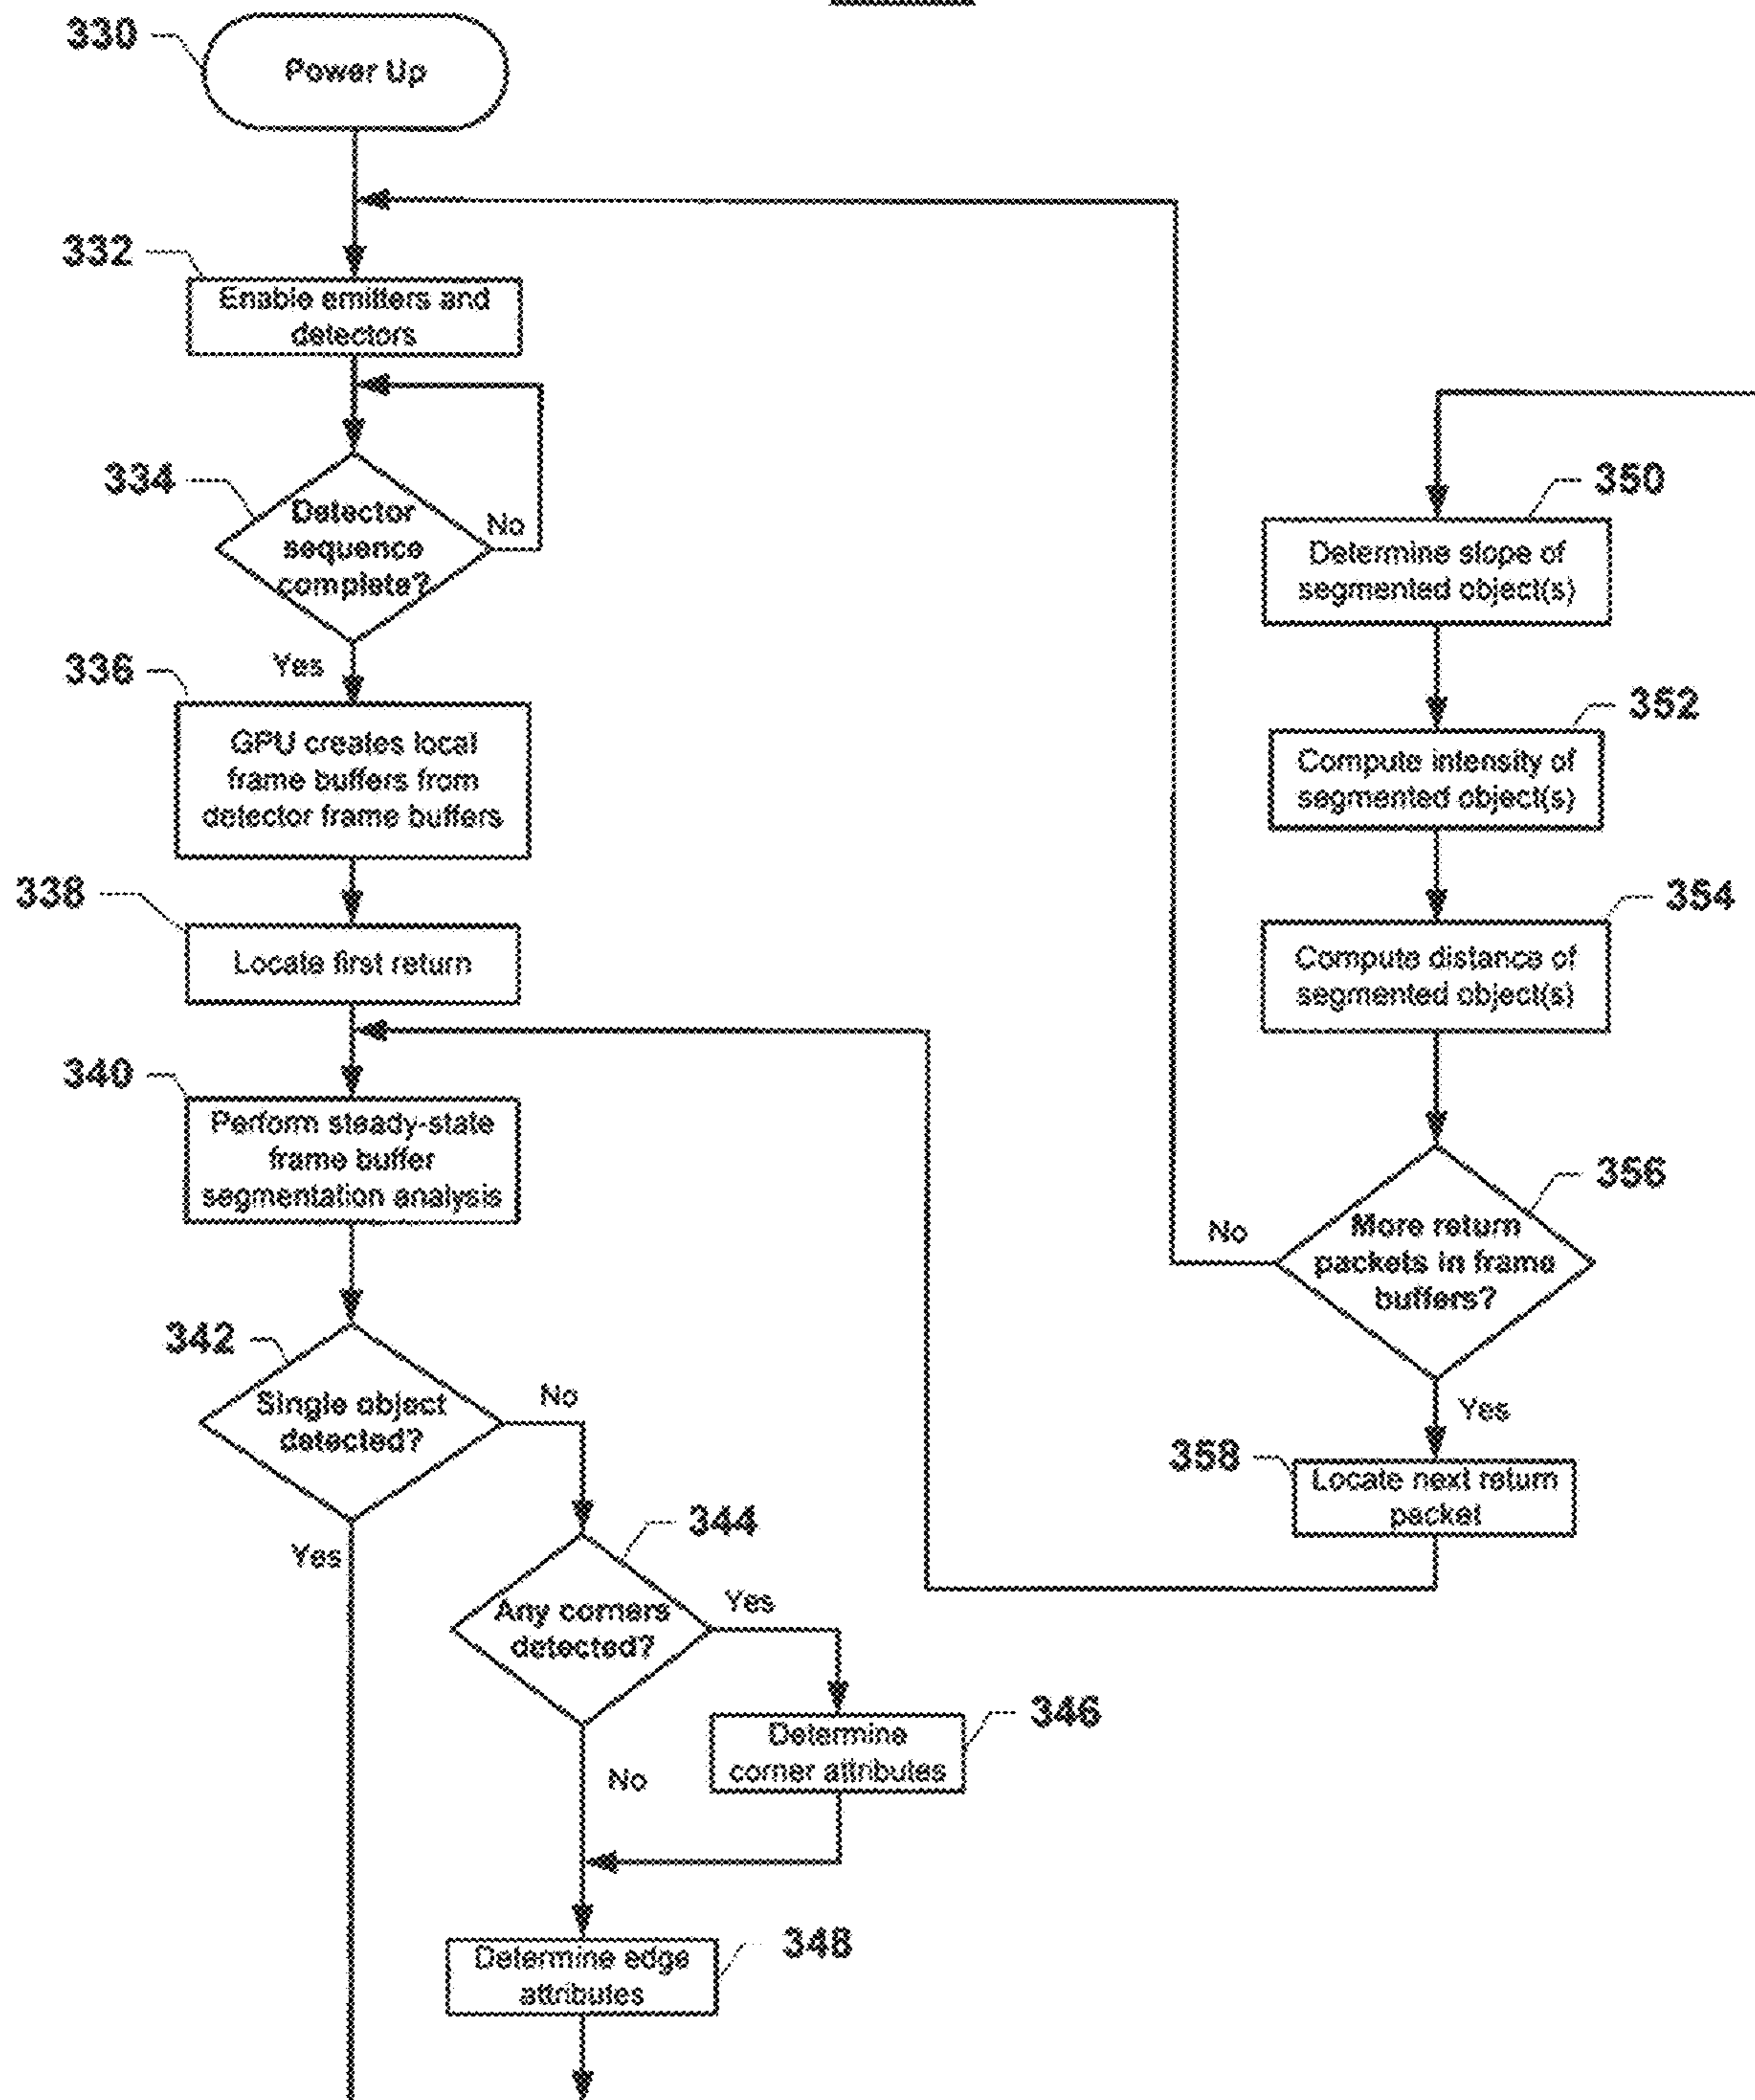 330
Power Up
332
Enable emitters and
detectors
334
Detector
sequence
complete?
No
Yes
336
GPU creates local
frame buffers from
detector frame buffers
338
Locate first return
340
Perform steady-state
frame buffer
segmentation analysis
342
Single object
detected?
No
Yes
344
Any corners
detected?
Yes
No
346
Determine
corner attributes
348
Determine edge
attributes
350
Determine slope of
segmented object(s)
352
Compute intensity of
segmented object(s)
354
Compute distance of
segmented object(s)
356
More return
packets in frame
buffers?
No
Yes
358
Locate next return
packet